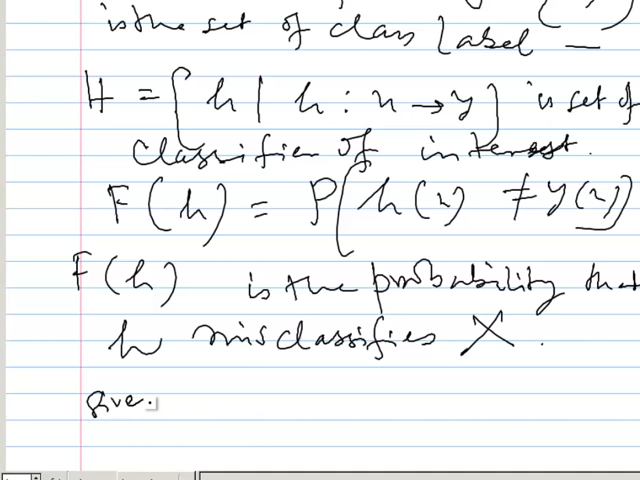 is the set of class label —
H = { h | h : x → y } is set of
classifier of interest.
F(h) = P( h(x) ≠ y(x) )
F(h) is the probability that
h misclassifies X.
give.